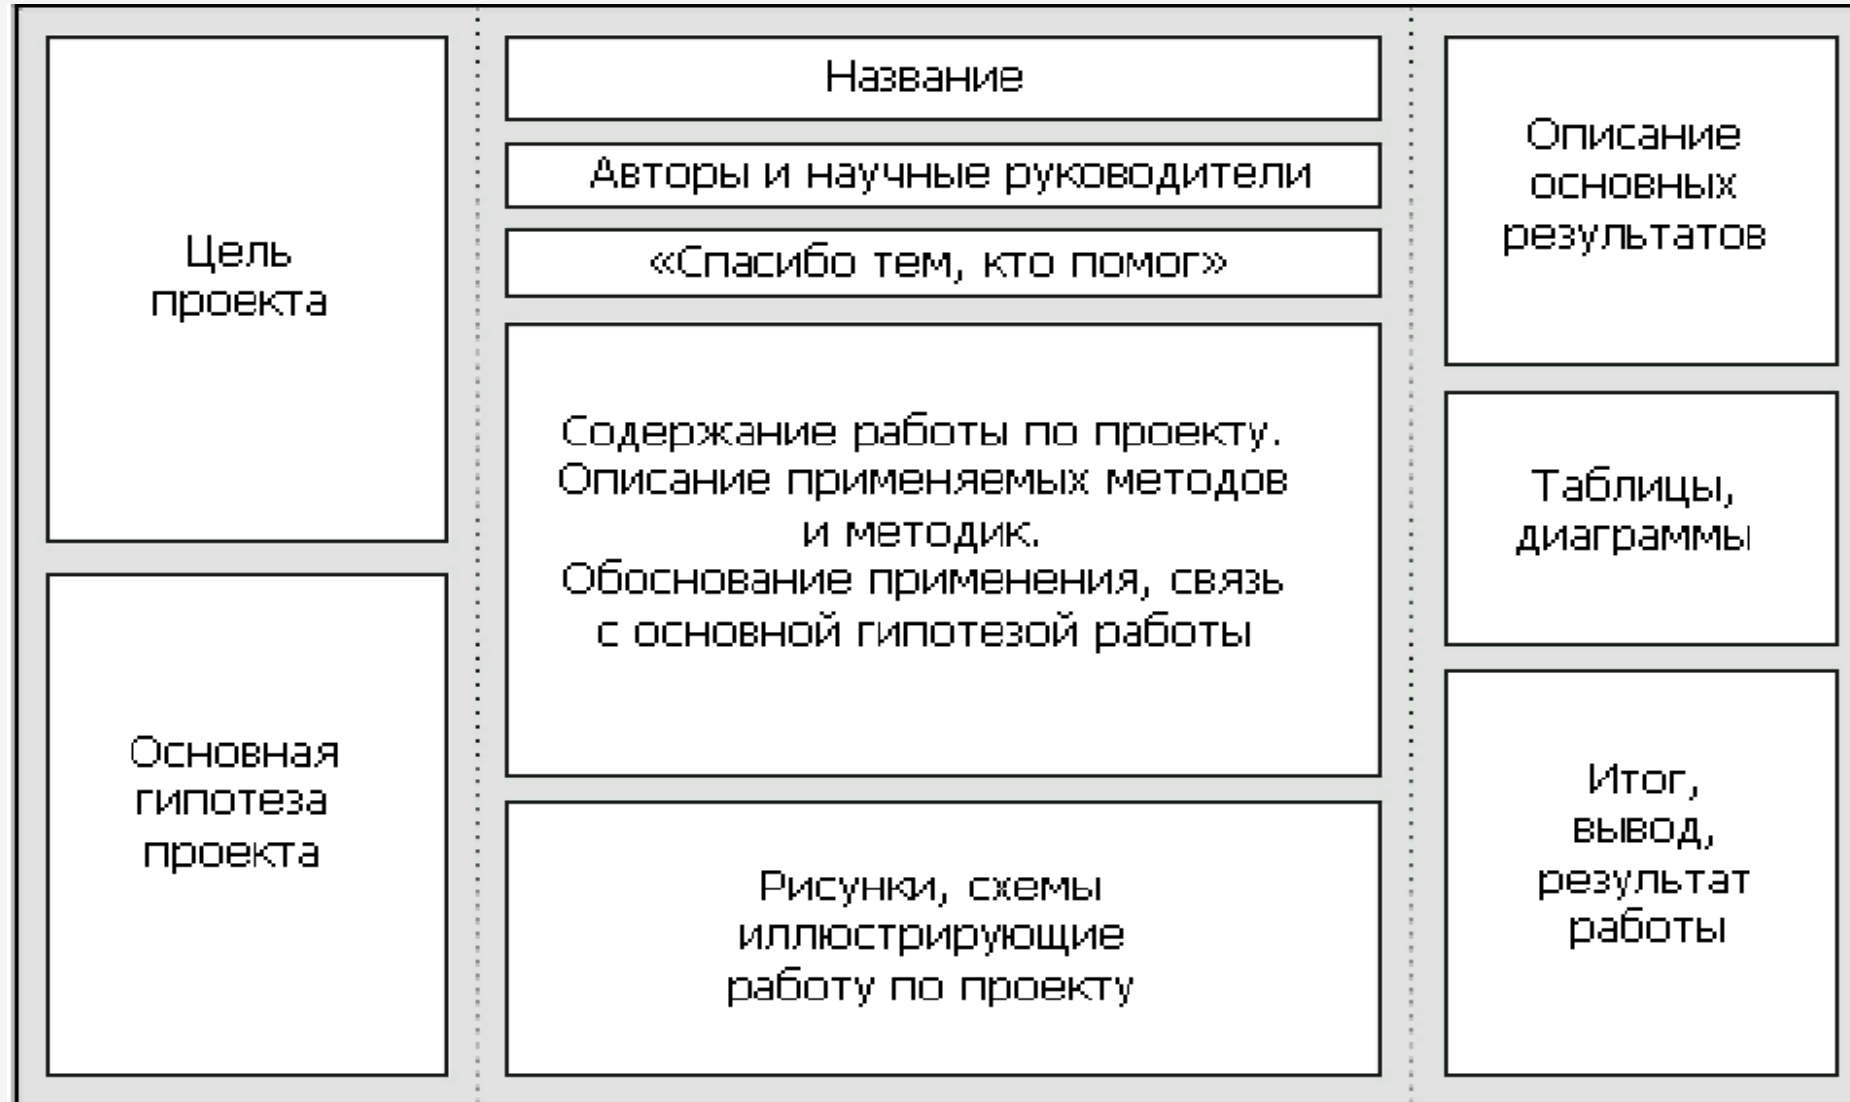 Цель
проекта
Основная
гипотеза
проекта
Название
Авторы и научные руководители
«Спасибо тем, кто помог»
Содержание работы по проекту.
Описание применяемых методов
и методик.
Обоснование применения, связь
с основной гипотезой работы
Рисунки, схемы
иллюстрирующие
работу по проекту
Описание
основных
результатов
Таблицы,
диаграммы
Итог,
вывод,
результат
работы